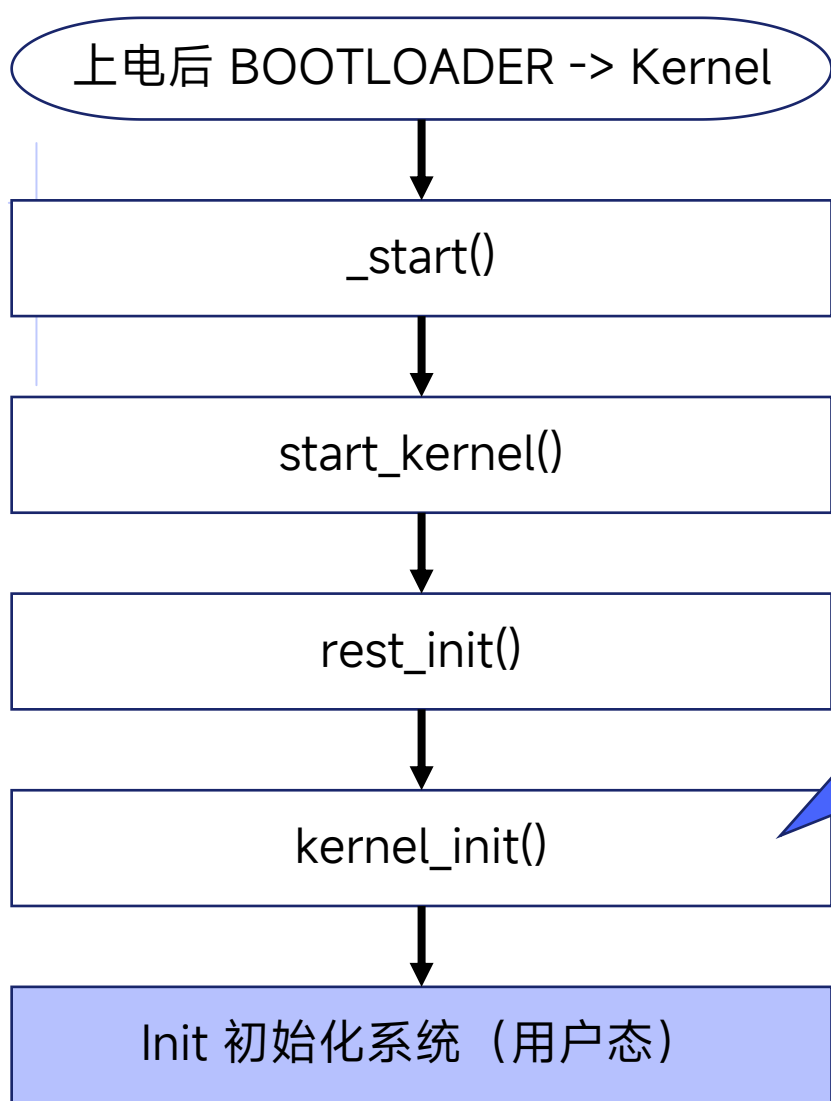 上电后 BOOTLOADER -> Kernel
_start()
start_kernel()
rest_init()
kernel_init()
Init 初始化系统（用户态）